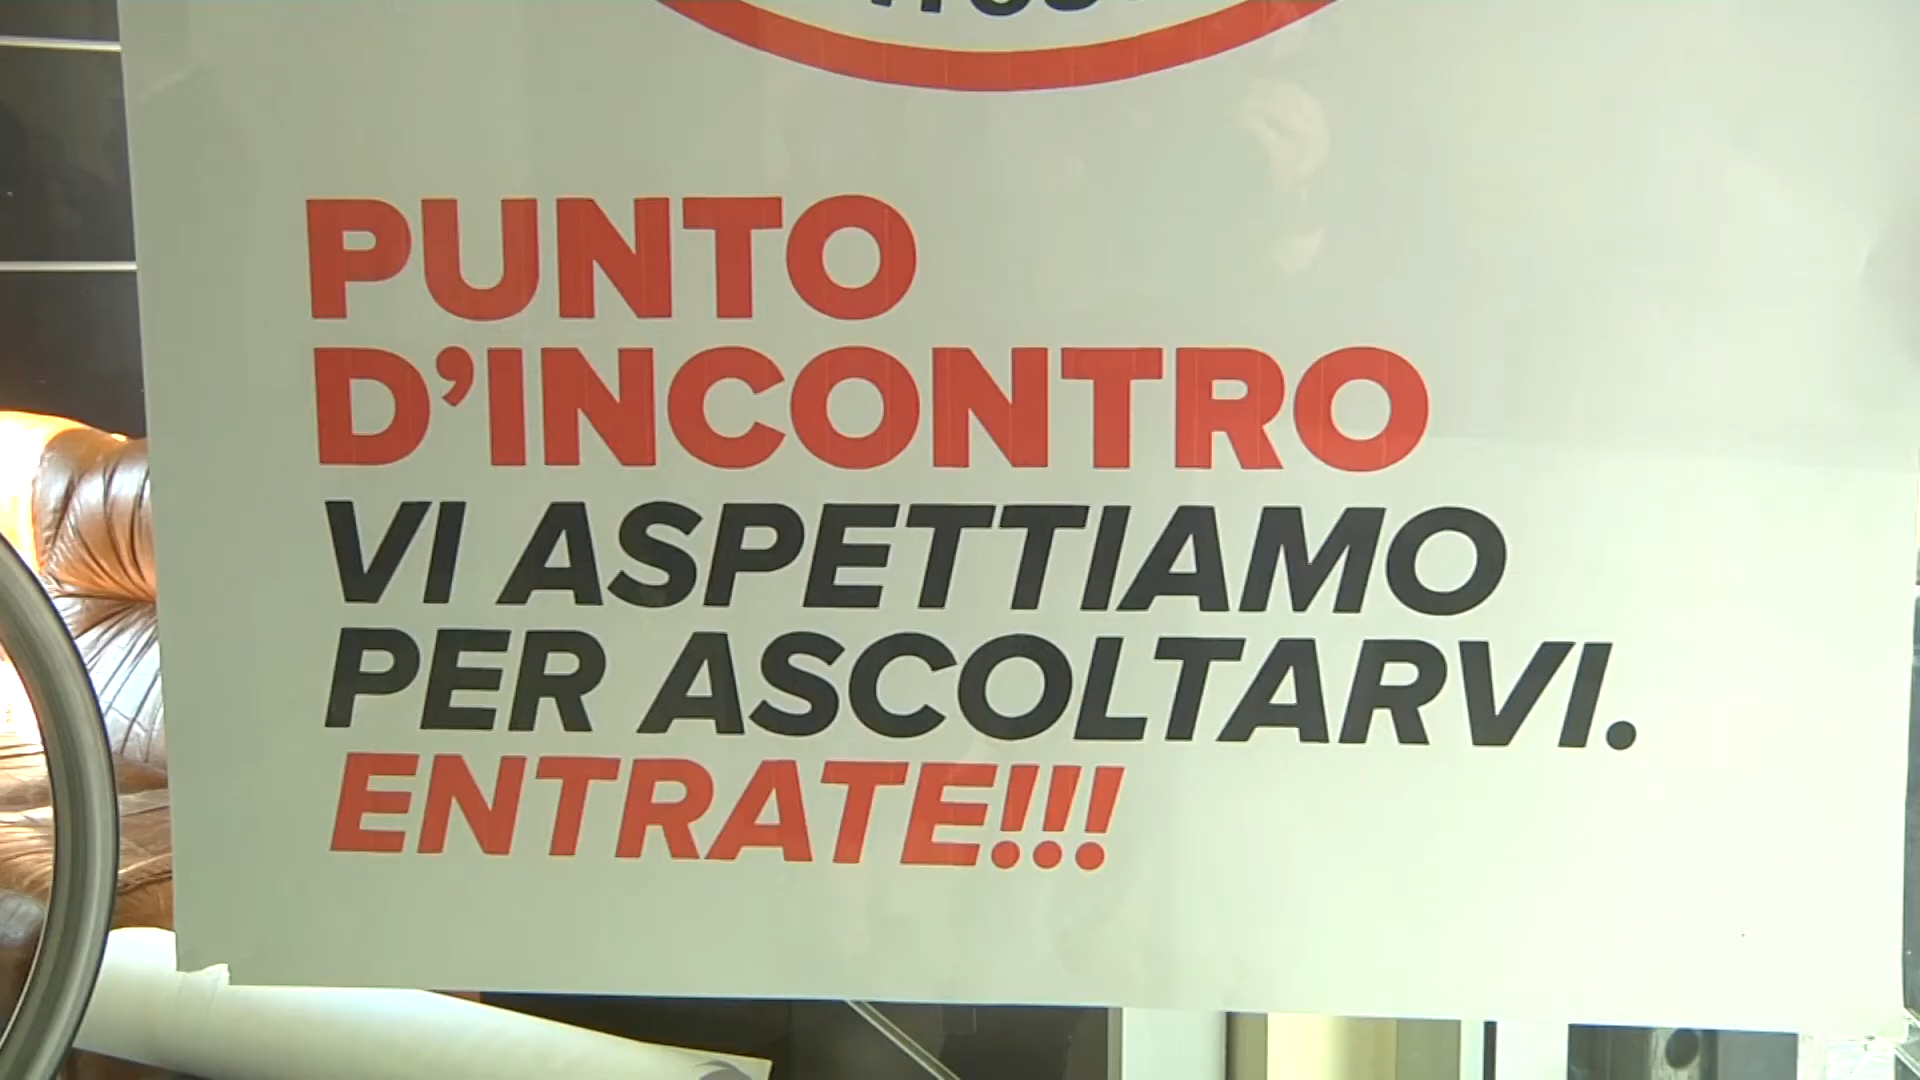 PUNTO
D’INCONTRO
VI ASPETTIAMO
PER ASCOLTARVI.
ENTRATE!!!